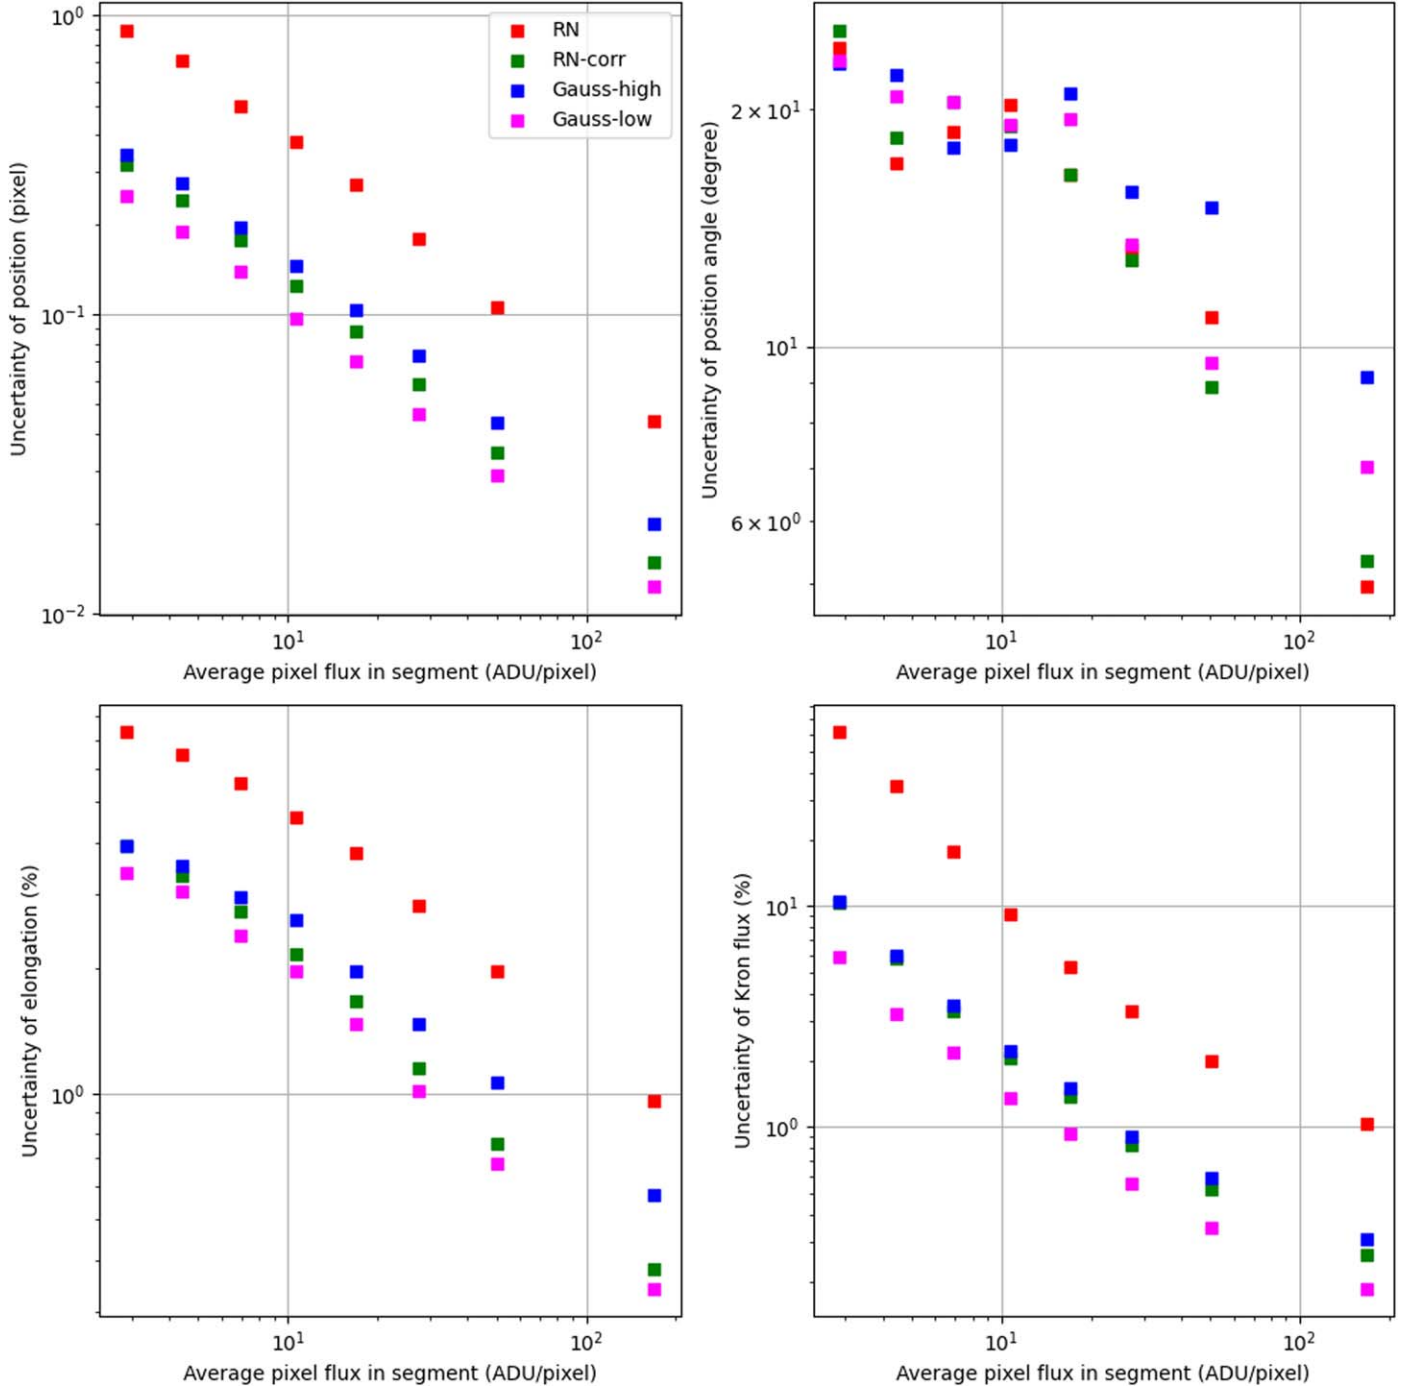 10⁰
10⁻¹
10⁻²
Uncertainty of position (pixel)
RN
RN-corr
Gauss-high
Gauss-low
10¹
10²
Average pixel flux in segment (ADU/pixel)
2 × 10¹
10¹
6 × 10⁰
Uncertainty of position angle (degree)
10¹
10²
Average pixel flux in segment (ADU/pixel)
10⁰
Uncertainty of elongation (%)
10¹
10²
Average pixel flux in segment (ADU/pixel)
10¹
10⁰
Uncertainty of Kron flux (%)
10¹
10²
Average pixel flux in segment (ADU/pixel)